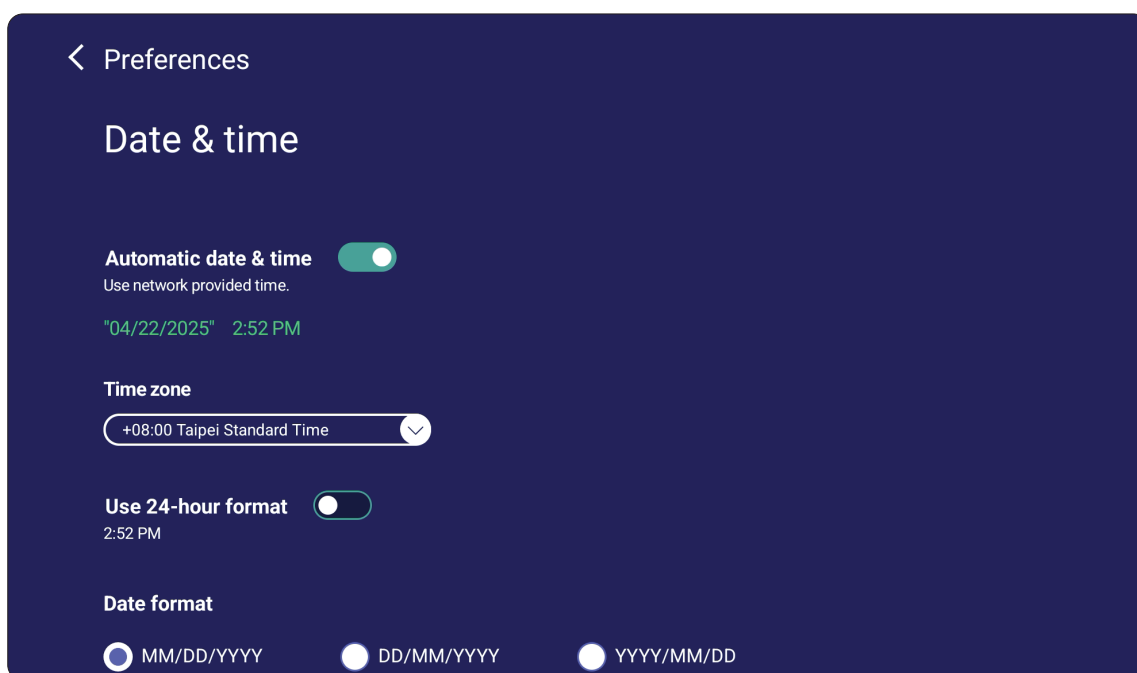 Preferences
Date & time
Automatic date & time
Use network provided time.
"04/22/2025" 2:52 PM
Time zone
+08:00 Taipei Standard Time
Use 24-hour format
2:52 PM
Date format
MM/DD/YYYY DD/MM/YYYY YYYY/MM/DD